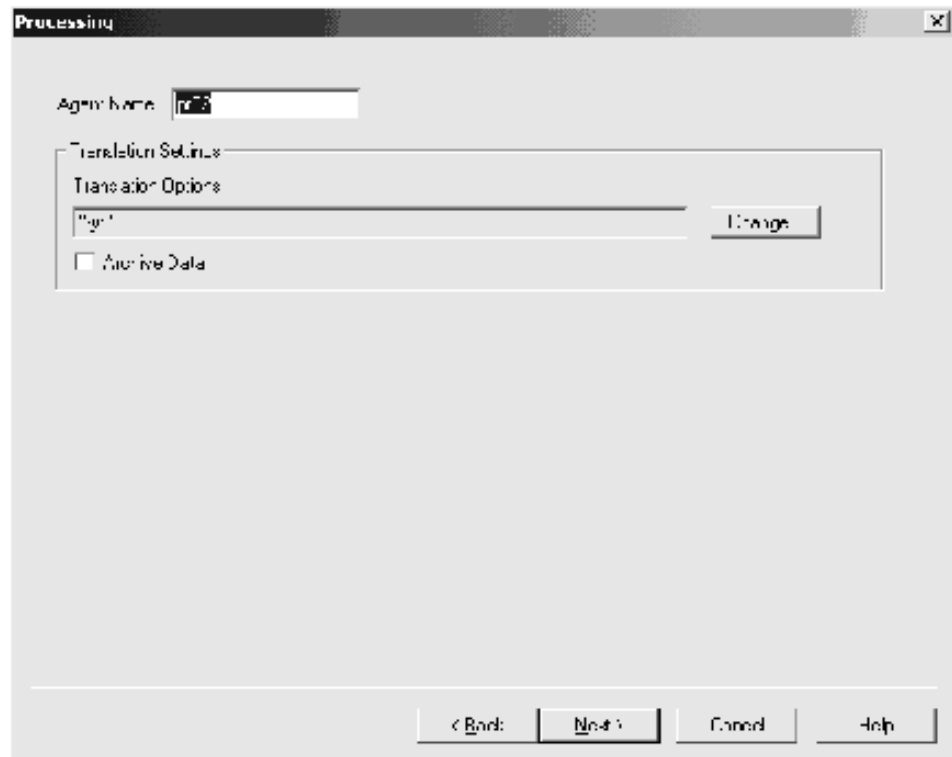 Processing
Agent Name
Translation Settings
Translation Options
Change...
Archive Data
< Back
Next >
Cancel
Help